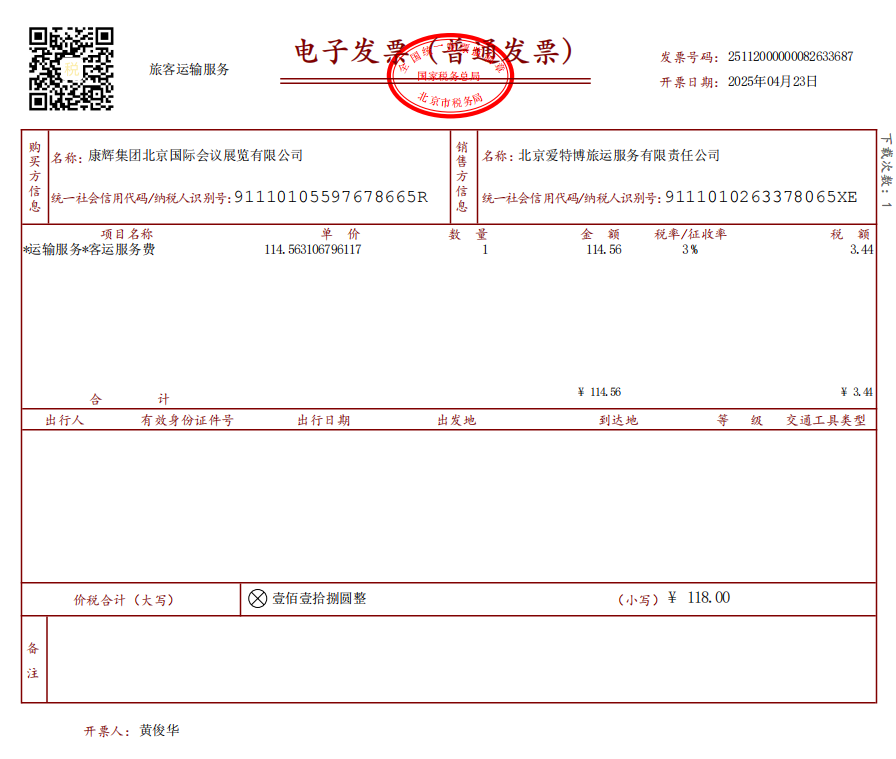 电子发票（普通发票）
旅客运输服务
全国统一发票监制章
国家税务总局
北京市税务局
发票号码：25112000000082633687
开票日期：2025年04月23日
下载次数：1
购买方信息
名称：康辉集团北京国际会议展览有限公司
统一社会信用代码/纳税人识别号：91110105597678665R
销售方信息
名称：北京爱特博旅运服务有限责任公司
统一社会信用代码/纳税人识别号：9111010263378065XE
项目名称 单价 数量 金额 税率/征收率 税额
*运输服务*客运服务费 114.563106796117 1 114.56 3% 3.44
合计 ¥ 114.56 ¥ 3.44
出行人 有效身份证件号 出行日期 出发地 到达地 等级 交通工具类型
价税合计（大写） 壹佰壹拾捌圆整 （小写）¥ 118.00
备注
开票人：黄俊华